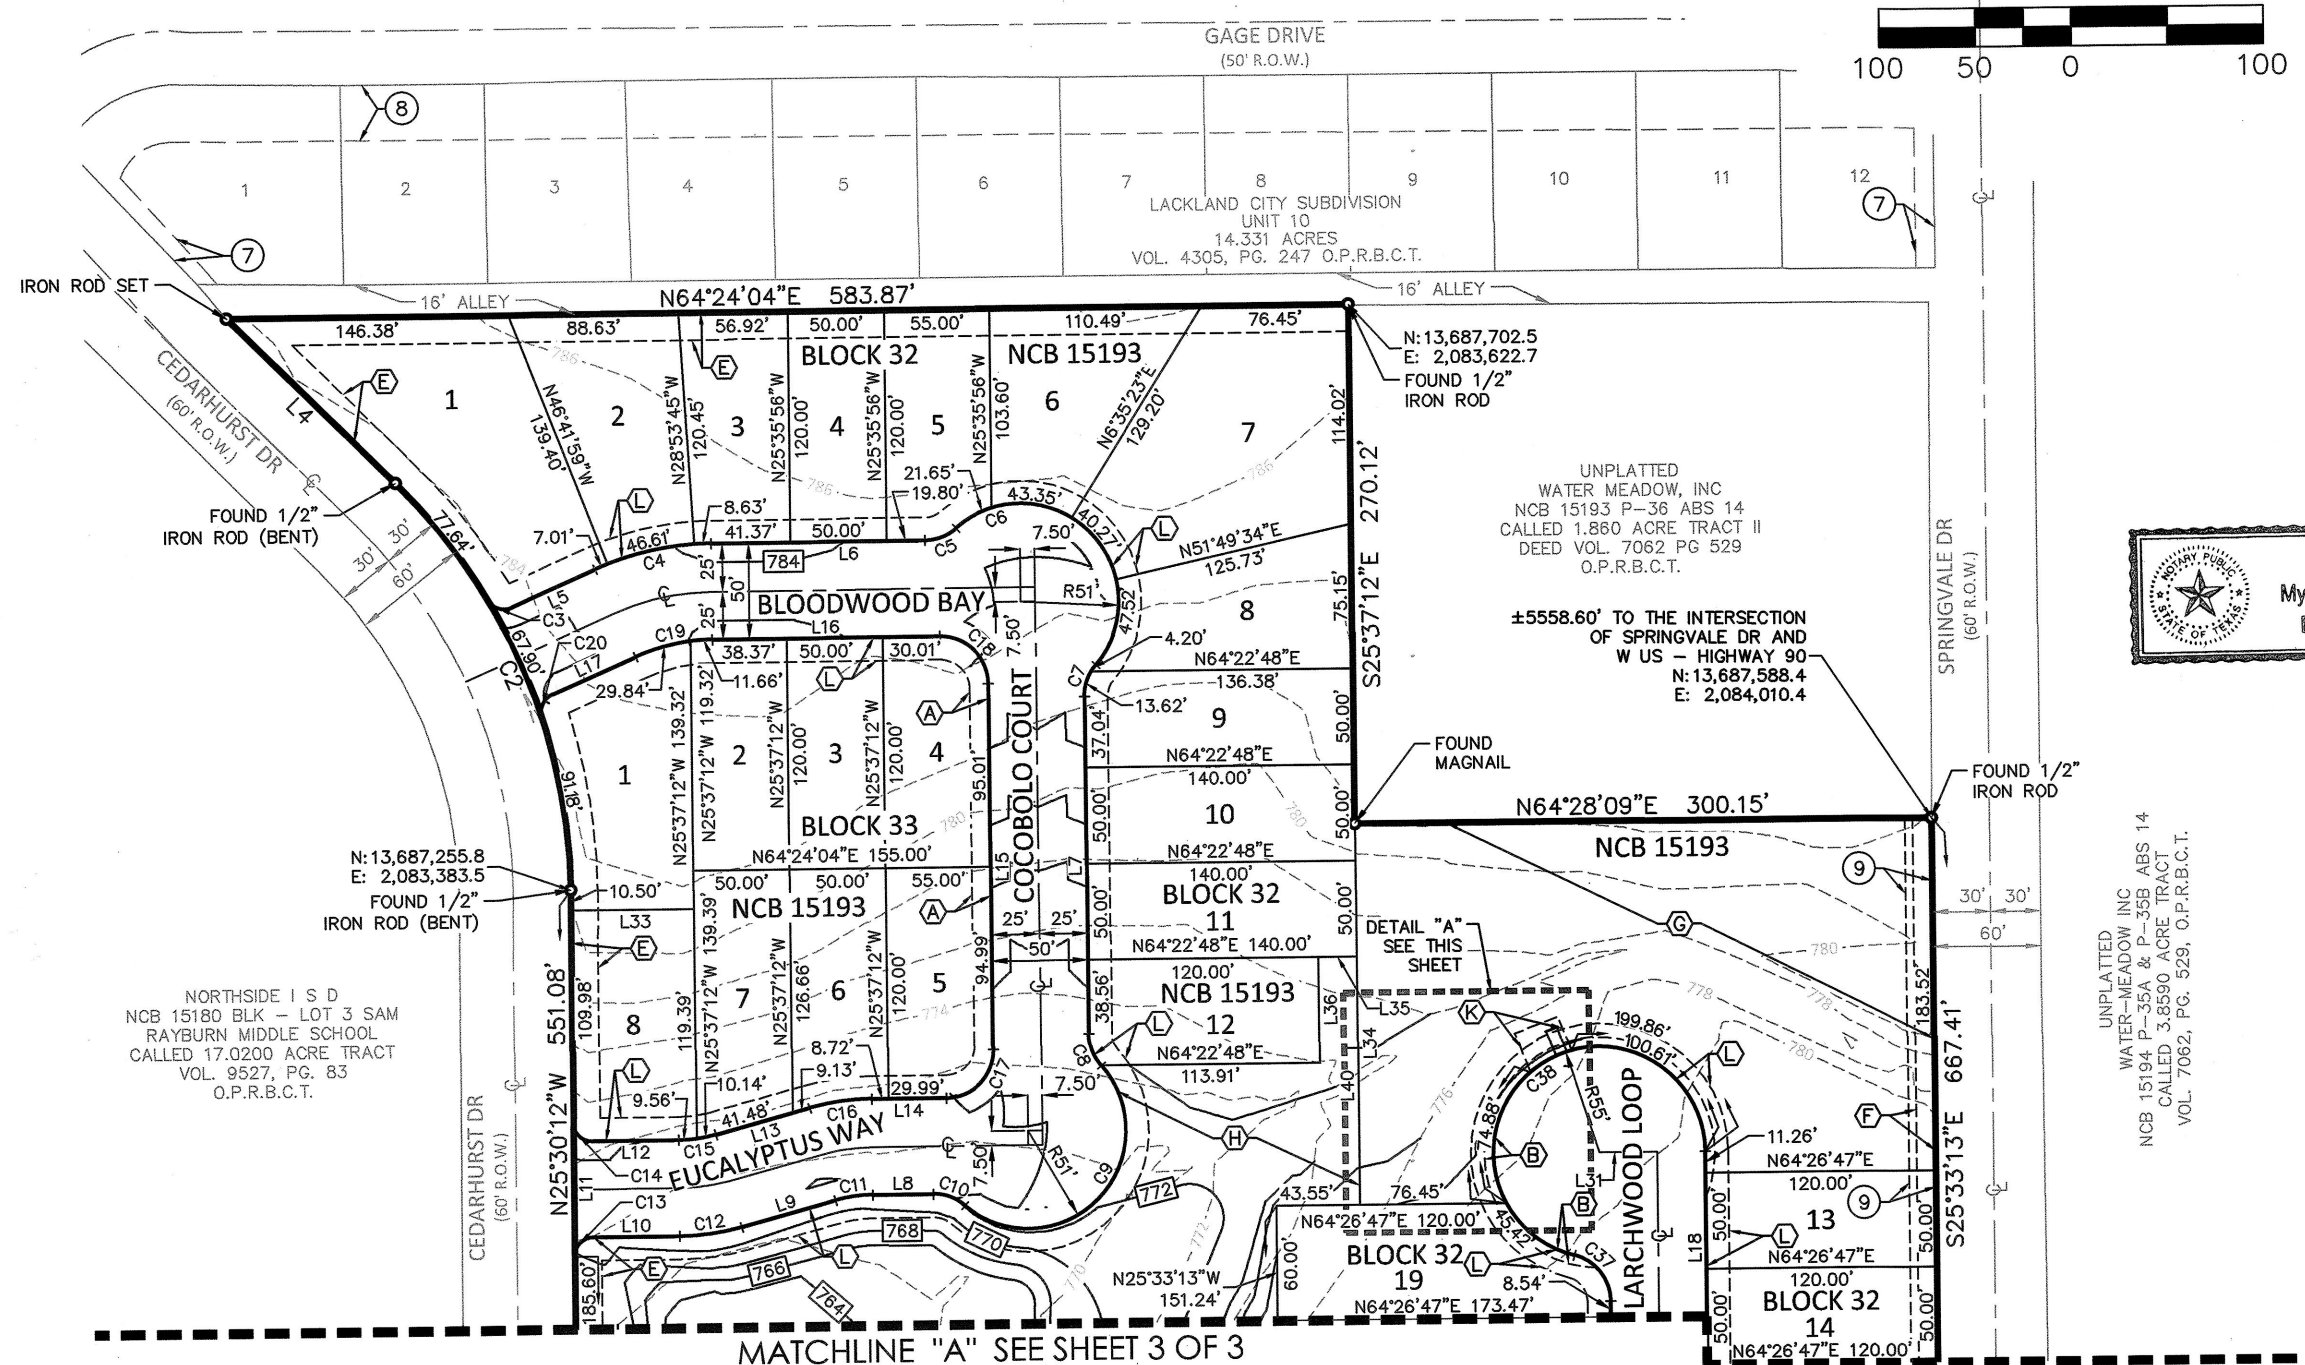 GAGE DRIVE
(50' R.O.W.)
100 50 0 100
8
1 2 3 4 5 6 7 8 9 10 11 12
LACKLAND CITY SUBDIVISION
UNIT 10
14.331 ACRES
VOL. 4305, PG. 247 O.P.R.B.C.T.
7
7
IRON ROD SET
16' ALLEY
N64°24'04"E 583.87'
16' ALLEY
146.38' 88.63' 56.92' 50.00' 55.00' 110.49' 76.45'
BLOCK 32 NCB 15193
N:13,687,702.5
E: 2,083,622.7
FOUND 1/2"
IRON ROD
CEDARHURST DR
(60' R.O.W.)
L4
E
E
786
1 2 3 4 5 6 7
N46°41'59"W
139.40'
N28°53'45"W
120.45'
N25°35'56"W
120.00'
N25°35'56"W
120.00'
N25°35'56"W
103.60'
N6°35'23"E
129.20'
114.02'
S25°37'12"E 270.12'
786
786
FOUND 1/2"
IRON ROD (BENT)
77.64'
30' 30'
60'
784
7.01'
L
46.61'
C4
8.63'
41.37' 50.00'
L6
784
21.65'
19.80'
C5
C6
43.35'
7.50'
40.27'
L
N51°49'34"E
125.73'
UNPLATTED
WATER MEADOW, INC
NCB 15193 P-36 ABS 14
CALLED 1.860 ACRE TRACT II
DEED VOL. 7062 PG 529
O.P.R.B.C.T.
SPRINGVALE DR
(60' R.O.W.)
NOTARY PUBLIC
STATE OF TEXAS
My
L5
C3
67.90'
C2
C20
L17
C19
25'
50'
25'
BLOODWOOD BAY
L16
R51'
7.50'
47.52
8
75.15'
±5558.60' TO THE INTERSECTION
OF SPRINGVALE DR AND
W US - HIGHWAY 90
N:13,687,588.4
E: 2,084,010.4
29.84'
38.37' 50.00' 30.01'
11.66'
L
C18
4.20'
N64°22'48"E
136.38'
C7
13.62'
A
COCOBOLO COURT
37.04'
9
50.00'
N64°22'48"E
140.00'
1 2 3 4
N25°37'12"W 139.32'
N25°37'12"W 119.32'
N25°37'12"W
120.00'
N25°37'12"W
120.00'
95.01'
91.18'
BLOCK 33
780
50.00'
10
780
50.00'
FOUND
MAGNAIL
N64°28'09"E 300.15'
FOUND 1/2"
IRON ROD
NCB 15193
N:13,687,255.8
E: 2,083,383.5
FOUND 1/2"
IRON ROD (BENT)
10.50'
N64°24'04"E 155.00'
50.00' 50.00' 55.00'
NCB 15193
A
L15
L7
N64°22'48"E
140.00'
BLOCK 32
11
50.00'
50.00'
N64°22'48"E 140.00'
9
L33
E
25' 25'
50'
G
30' 30'
60'
DETAIL "A"
SEE THIS
SHEET
780
UNPLATTED
WATER-MEADOW INC
NCB 15194 P-35A & P-35B ABS 14
CALLED 3.8590 ACRE TRACT
VOL. 7062, PG. 529, O.P.R.B.C.T.
NORTHSIDE I S D
NCB 15180 BLK - LOT 3 SAM
RAYBURN MIDDLE SCHOOL
CALLED 17.0200 ACRE TRACT
VOL. 9527, PG. 83
O.P.R.B.C.T.
N25°30'12"W 551.08'
109.98'
8 7 6 5
119.39'
N25°37'12"W 139.39'
N25°37'12"W
126.66'
N25°37'12"W
120.00'
94.99'
774
38.56'
120.00'
NCB 15193
12
L36
L35
L34
L40
N64°22'48"E
113.91'
L
C8
778
778
780
183.52'
S25°33'13"E 667.41'
K
199.86'
100.61'
L
C38
R55'
LARCHWOOD LOOP
74.88'
776
F
L
9.56'
10.14'
8.72'
9.13'
29.99'
C17
7.50'
L12
C15
41.48'
L13
C16
L14
EUCALYPTUS WAY
C14
L11
C13
7.50'
R51'
C9
H
B
11.26'
N64°26'47"E
120.00'
9
CEDARHURST DR
(60' R.O.W.)
L10
C12
L9
C11
L8
C10
772
768
770
766
764
L
E
185.60'
772
770
43.55' 76.45'
N64°26'47"E 120.00'
L31
B
45.42'
C37
L
BLOCK 32
19
8.54'
N64°26'47"E 173.47'
60.00'
N25°33'13"W
151.24'
L18
50.00'
13
L
50.00'
N64°26'47"E
120.00'
BLOCK 32
14
50.00'
50.00'
N64°26'47"E 120.00'
MATCHLINE "A" SEE SHEET 3 OF 3